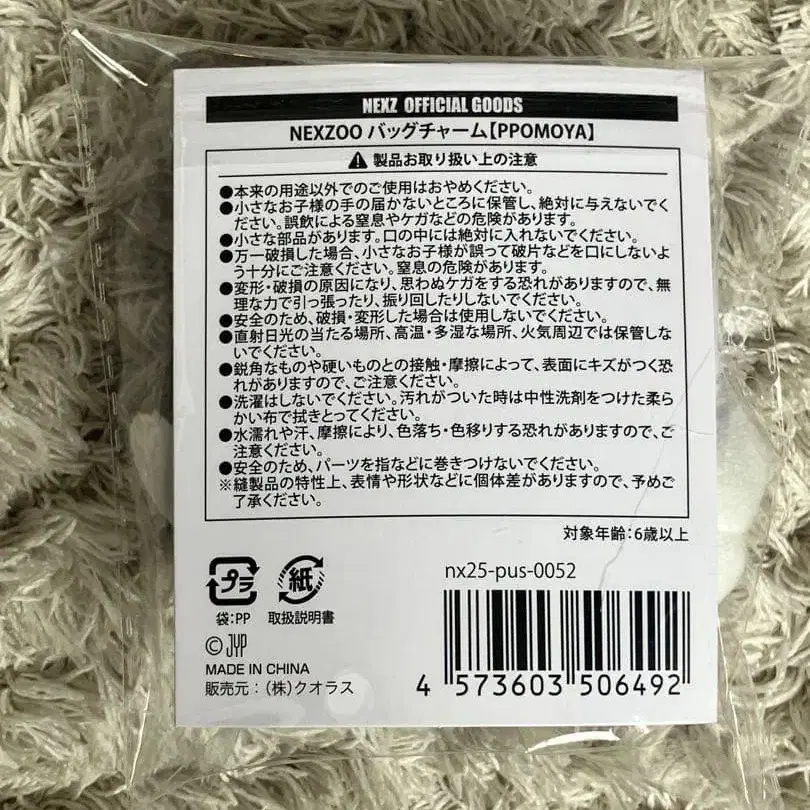 NEXZ OFFICIAL GOODS
NEXZOO バッグチャーム【PPOMOYA】
製品お取り扱い上の注意
●本来の用途以外でのご使用はおやめください。
●小さなお子様の手の届かないところに保管し、絶対に与えないでく
ださい。誤飲による窒息やケガなどの危険があります。
●小さな部品があります。口の中には絶対に入れないでください。
●万一破損した場合、小さなお子様が誤って破片などを口にしないよ
う十分にご注意ください。窒息の危険があります。
●変形・破損の原因になり、思わぬケガをする恐れがありますので、無
理な力で引っ張ったり、振り回したりしないでください。
●安全のため、破損・変形した場合は使用しないでください。
●直射日光の当たる場所、高温・多湿な場所、火気周辺では保管しな
いでください。
●鋭角なものや硬いものとの接触・摩擦によって、表面にキズがつく恐
れがありますので、ご注意ください。
●洗濯はしないでください。汚れがついた時は中性洗剤をつけた柔ら
かい布で拭きとってください。
●水濡れや汗、摩擦により、色落ち・色移りする恐れがありますので、ご
注意ください。
●安全のため、パーツを指などに巻きつけないでください。
※縫製品の特性上、表情や形状などに個体差がありますので、予めご
了承ください。
対象年齢：6歳以上
プラ
袋：PP
紙
取扱説明書
nx25-pus-0052
© JYP
MADE IN CHINA
販売元：（株）クオラス
4 573603 506492